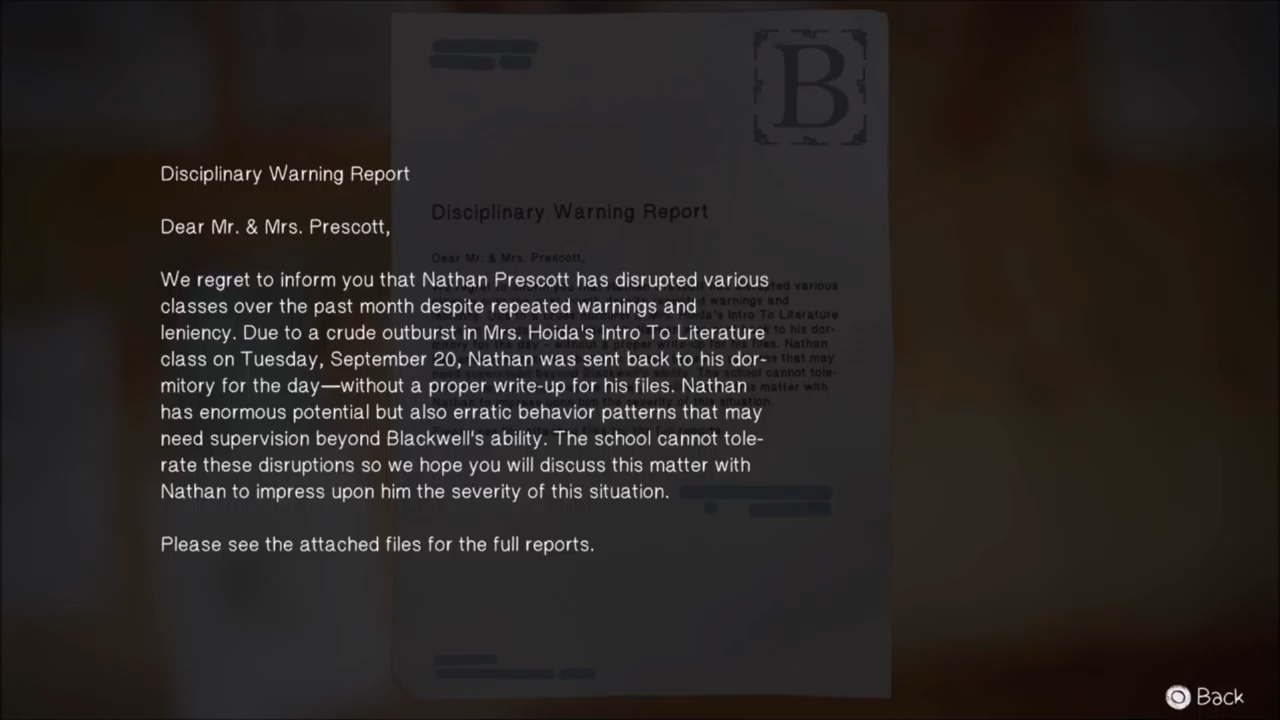 B
Disciplinary Warning Report
Dear Mr. & Mrs. Prescott,
We regret to inform you that Nathan Prescott has disrupted various
classes over the past month despite repeated warnings and
leniency. Due to a crude outburst in Mrs. Hoida's Intro To Literature
class on Tuesday, September 20, Nathan was sent back to his dor-
mitory for the day—without a proper write-up for his files. Nathan
has enormous potential but also erratic behavior patterns that may
need supervision beyond Blackwell's ability. The school cannot tole-
rate these disruptions so we hope you will discuss this matter with
Nathan to impress upon him the severity of this situation.
Please see the attached files for the full reports.
Disciplinary Warning Report
Dear Mr. & Mrs. Prescott,
Back